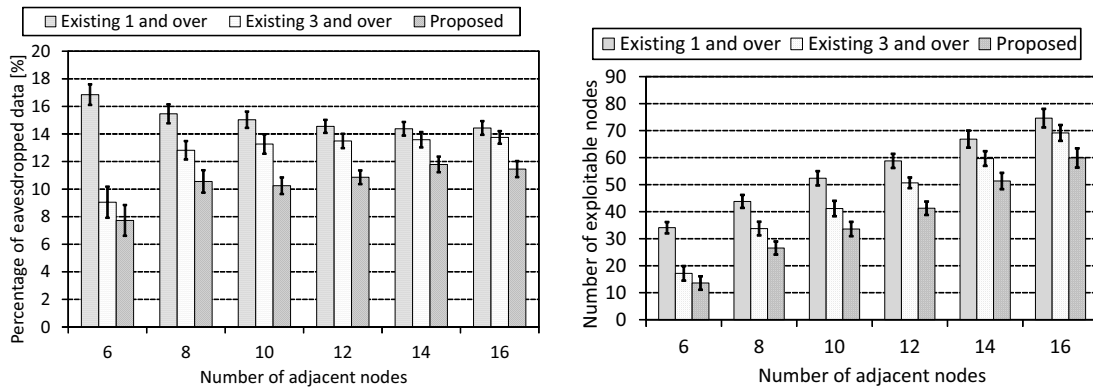 Existing 1 and over Existing 3 and over Proposed
Percentage of eavesdropped data [%]
20
18
16
14
12
10
8
6
4
2
0
6 8 10 12 14 16
Number of adjacent nodes
Existing 1 and over Existing 3 and over Proposed
Number of exploitable nodes
90
80
70
60
50
40
30
20
10
0
6 8 10 12 14 16
Number of adjacent nodes